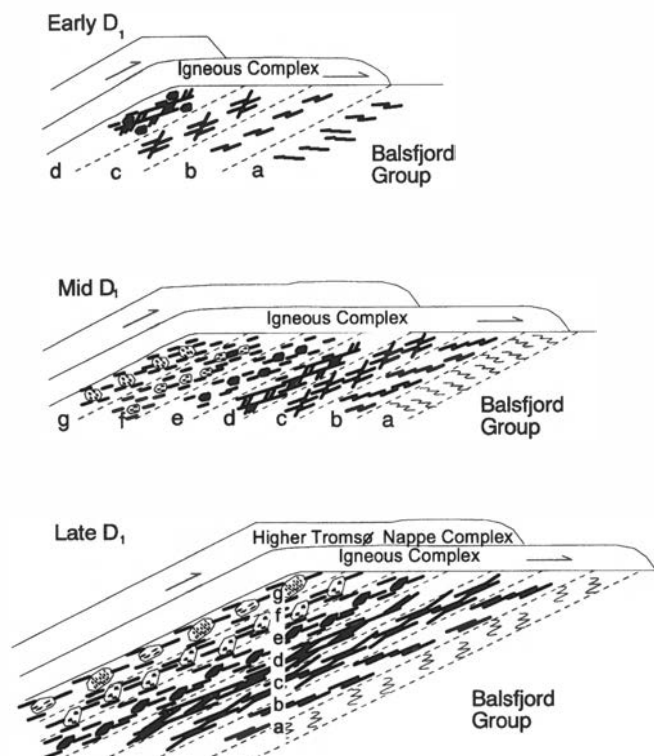 Early D1
Igneous Complex
Balsfjord
Group
d c b a
Mid D1
Igneous Complex
Balsfjord
Group
g f e d c b a
Late D1
Higher Tromsø Nappe Complex
Igneous Complex
g
f
e
d
c
b
a
Balsfjord
Group